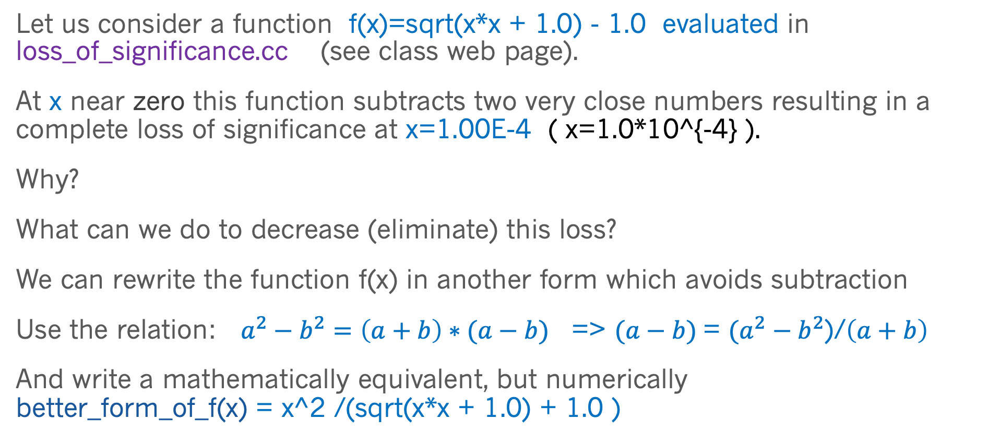 Let us consider a function f(x)=sqrt(x*x + 1.0) - 1.0 evaluated in
loss_of_significance.cc (see class web page).
At x near zero this function subtracts two very close numbers resulting in a
complete loss of significance at x=1.00E-4 ( x=1.0*10^{-4} ).
Why?
What can we do to decrease (eliminate) this loss?
We can rewrite the function f(x) in another form which avoids subtraction
Use the relation: a² − b² = (a + b) ∗ (a − b) => (a − b) = (a² − b²)/(a + b)
And write a mathematically equivalent, but numerically
better_form_of_f(x) = x^2 /(sqrt(x*x + 1.0) + 1.0 )